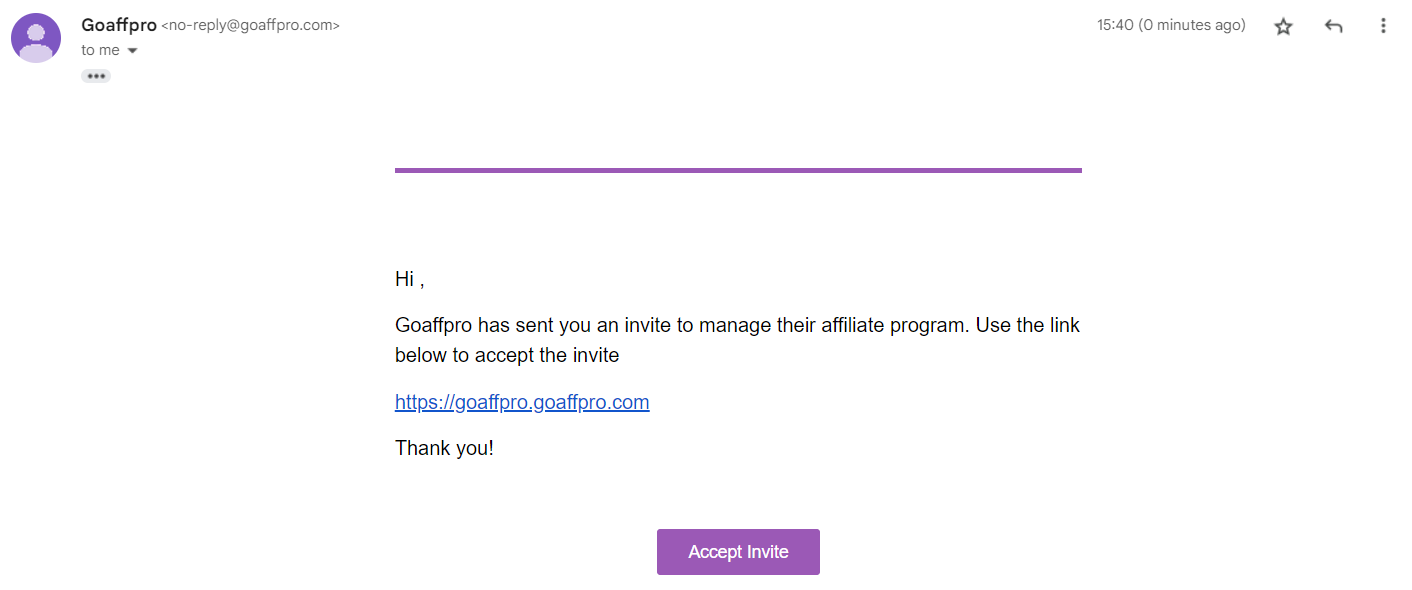 Goaffpro <no-reply@goaffpro.com> 15:40 (0 minutes ago)
to me
Hi ,
Goaffpro has sent you an invite to manage their affiliate program. Use the link
below to accept the invite
https://goaffpro.goaffpro.com
Thank you!
Accept Invite